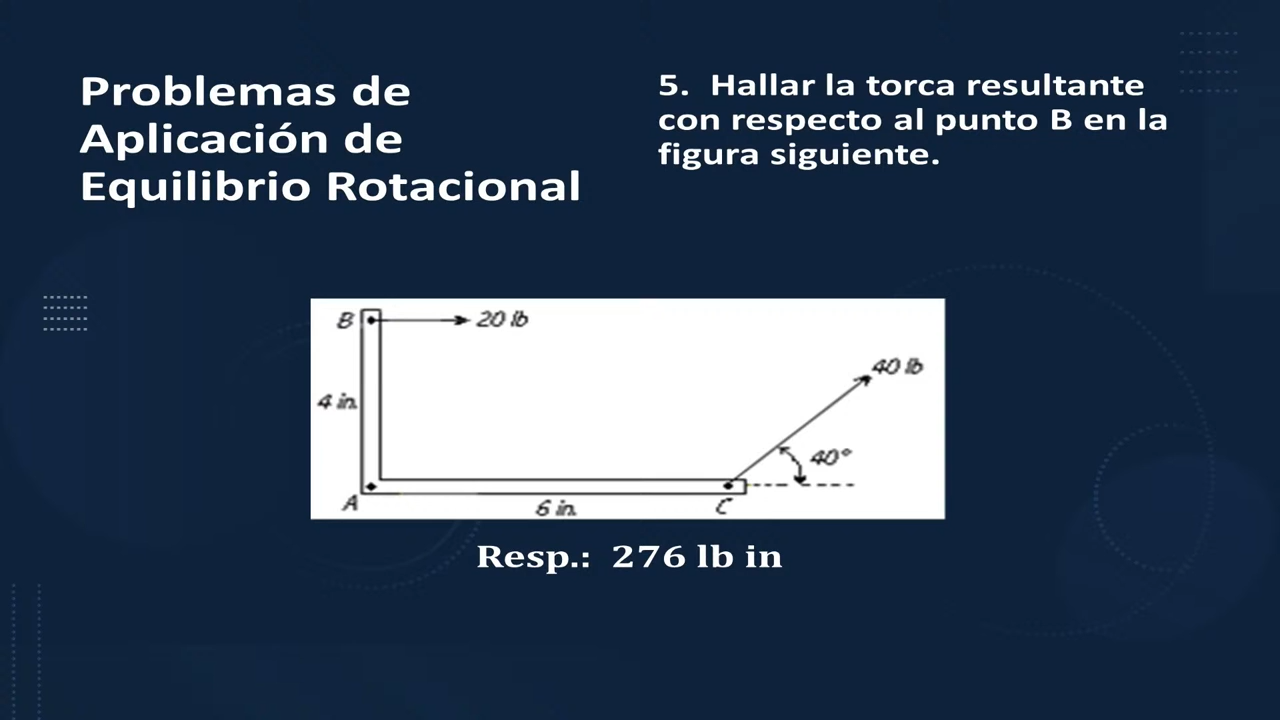 Problemas de
Aplicación de
Equilibrio Rotacional
5. Hallar la torca resultante
con respecto al punto B en la
figura siguiente.
B
20 lb
40 lb
4 in.
40°
A
6 in.
C
Resp.: 276 lb in